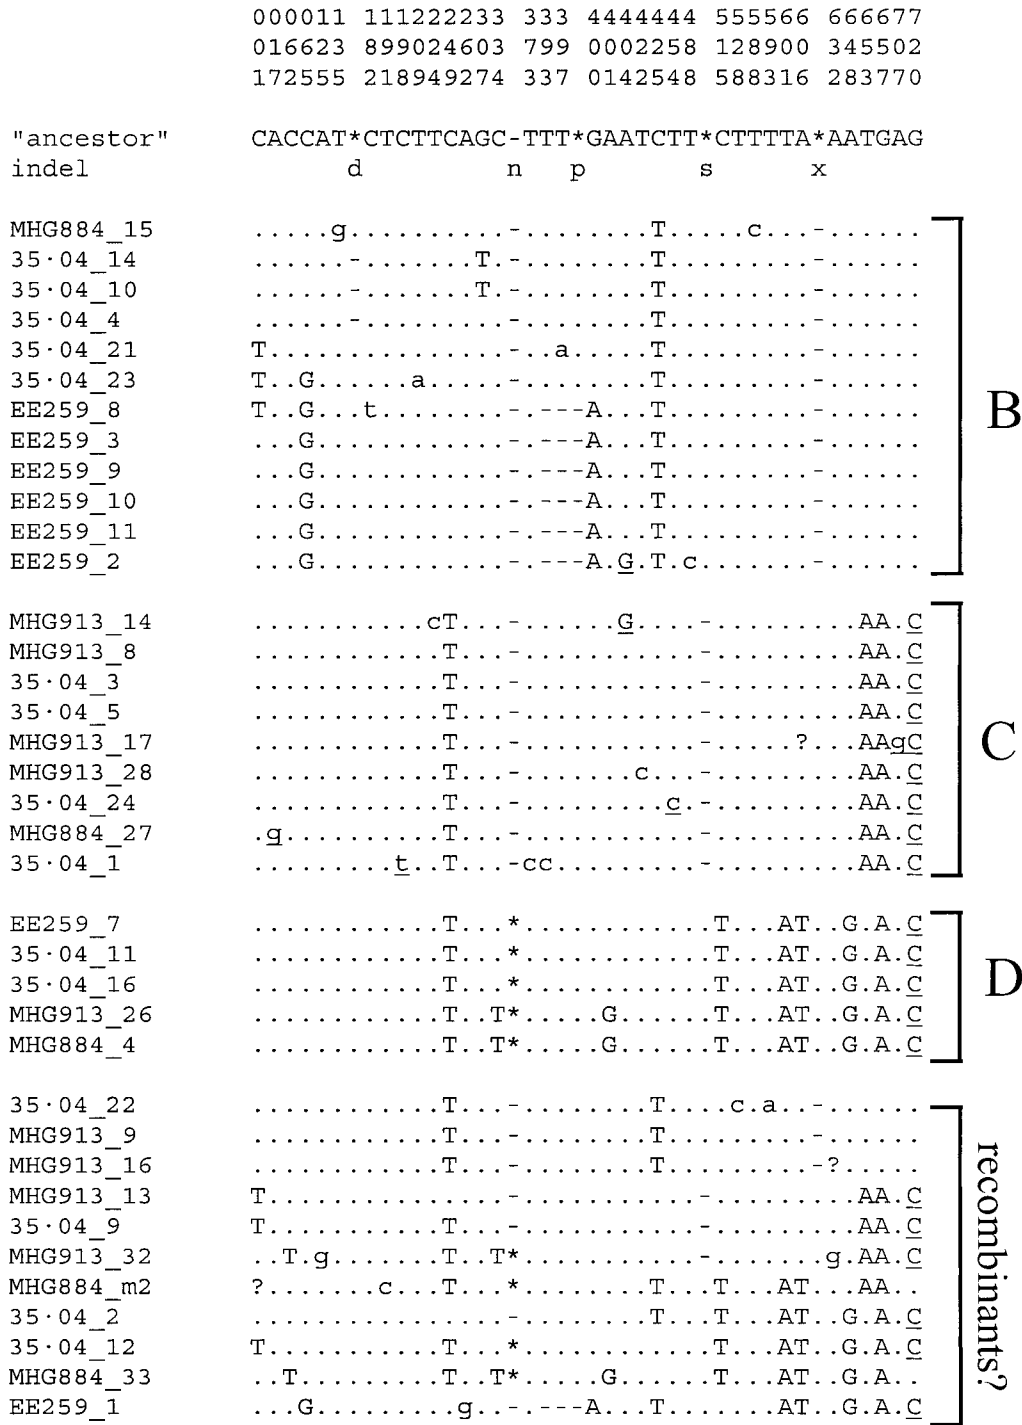 000011 111222233 333 4444444 555566 666677
016623 899024603 799 0002258 128900 345502
172555 218949274 337 0142548 588316 283770
"ancestor" CACCAT*CTCTTCAGC-TTT*GAATCTT*CTTTTA*AATGAG
indel d n p s x
MHG884_15 .....g..........-........T.....c...-......
35·04_14 ......-.......T.-........T.........-......
35·04_10 ......-.......T.-........T.........-......
35·04_4 ......-.........-........T.........-......
35·04_21 T...............-..a.....T.........-......
35·04_23 T..G......a.....-........T.........-......
EE259_8 T..G...t........-.---A...T.........-......
EE259_3 ...G............-.---A...T.........-......
EE259_9 ...G............-.---A...T.........-......
EE259_10 ...G............-.---A...T.........-......
EE259_11 ...G............-.---A...T.........-......
EE259_2 ...G............-.---A.G.T.c.......-......
B
MHG913_14 ...........cT...-......G....-.........AA.C
MHG913_8 ............T...-...........-.........AA.C
35·04_3 ............T...-...........-.........AA.C
35·04_5 ............T...-...........-.........AA.C
MHG913_17 ............T...-...........-.....?...AAgC
MHG913_28 ............T...-.......c...-.........AA.C
35·04_24 ............T...-.........c.-.........AA.C
MHG884_27 .g..........T...-...........-.........AA.C
35·04_1 .........t..T...-cc.........-.........AA.C
C
EE259_7 ............T...*............T...AT..G.A.C
35·04_11 ............T...*............T...AT..G.A.C
35·04_16 ............T...*............T...AT..G.A.C
MHG913_26 ............T..T*.....G......T...AT..G.A.C
MHG884_4 ............T..T*.....G......T...AT..G.A.C
D
35·04_22 ............T...-........T....c.a..-......
MHG913_9 ............T...-........T.........-......
MHG913_16 ............T...-........T.........-?.....
MHG913_13 T...............-...........-.........AA.C
35·04_9 T...........T...-...........-.........AA.C
MHG913_32 ..T.g.......T..T*...........-.......g.AA.C
MHG884_m2 ?.......c...T...*........T...T...AT...AA..
35·04_2 ................-........T...T...AT..G.A.C
35·04_12 T...........T...*............T...AT..G.A.C
MHG884_33 ..T.........T..T*.....G......T...AT..G.A..
EE259_1 ...G.........g..-.---A...T...T...AT..G.A.C
recombinants?